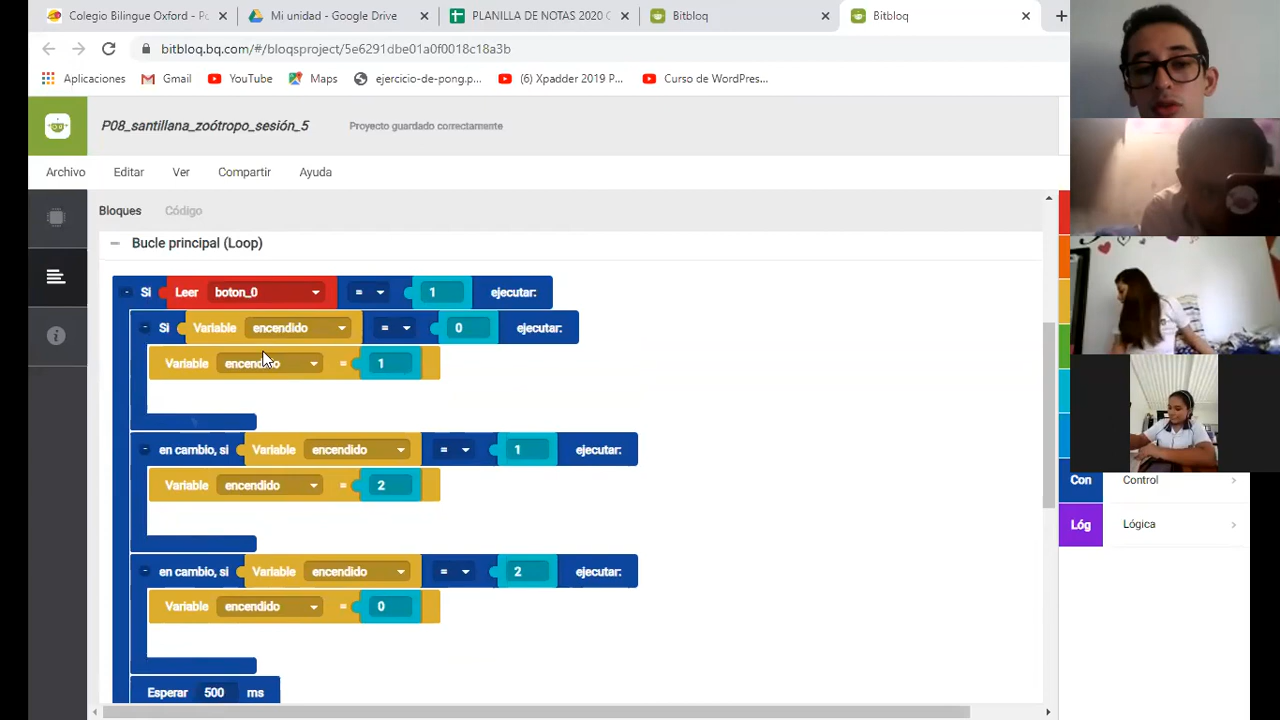 Colegio Bilingue Oxford - Po
Mi unidad - Google Drive
PLANILLA DE NOTAS 2020 C
Bitbloq
Bitbloq
bitbloq.bq.com/#/bloqsproject/5e6291dbe01a0f0018c18a3b
Aplicaciones
Gmail
YouTube
Maps
ejercicio-de-pong.p...
(6) Xpadder 2019 P...
Curso de WordPres...
P08_santillana_zoótropo_sesión_5
Proyecto guardado correctamente
Archivo
Editar
Ver
Compartir
Ayuda
Bloques
Código
Bucle principal (Loop)
Si Leer boton_0 = 1 ejecutar:
Si Variable encendido = 0 ejecutar:
Variable encendido = 1
en cambio, si Variable encendido = 1 ejecutar:
Variable encendido = 2
en cambio, si Variable encendido = 2 ejecutar:
Variable encendido = 0
Esperar 500 ms
Con Control
Lóg Lógica